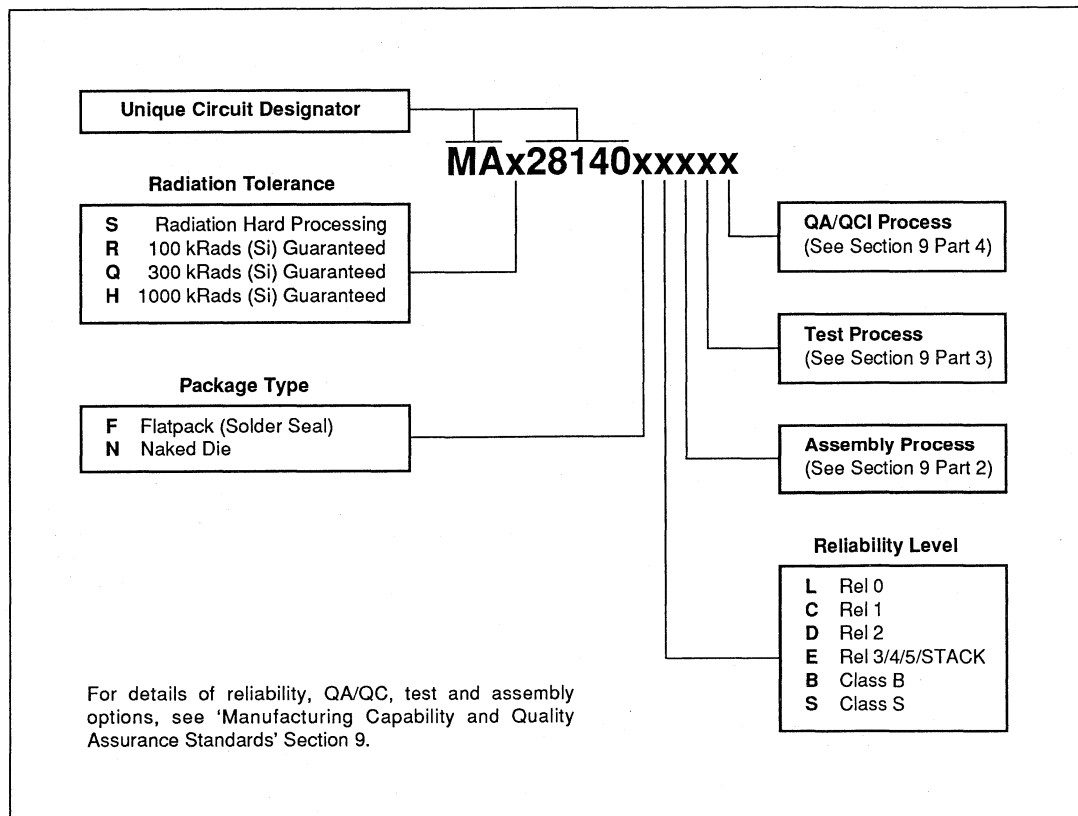 Unique Circuit Designator
MAx28140xxxxx
Radiation Tolerance
S Radiation Hard Processing
R 100 kRads (Si) Guaranteed
Q 300 kRads (Si) Guaranteed
H 1000 kRads (Si) Guaranteed
Package Type
F Flatpack (Solder Seal)
N Naked Die
QA/QCI Process
(See Section 9 Part 4)
Test Process
(See Section 9 Part 3)
Assembly Process
(See Section 9 Part 2)
Reliability Level
L Rel 0
C Rel 1
D Rel 2
E Rel 3/4/5/STACK
B Class B
S Class S
For details of reliability, QA/QC, test and assembly
options, see ‘Manufacturing Capability and Quality
Assurance Standards’ Section 9.